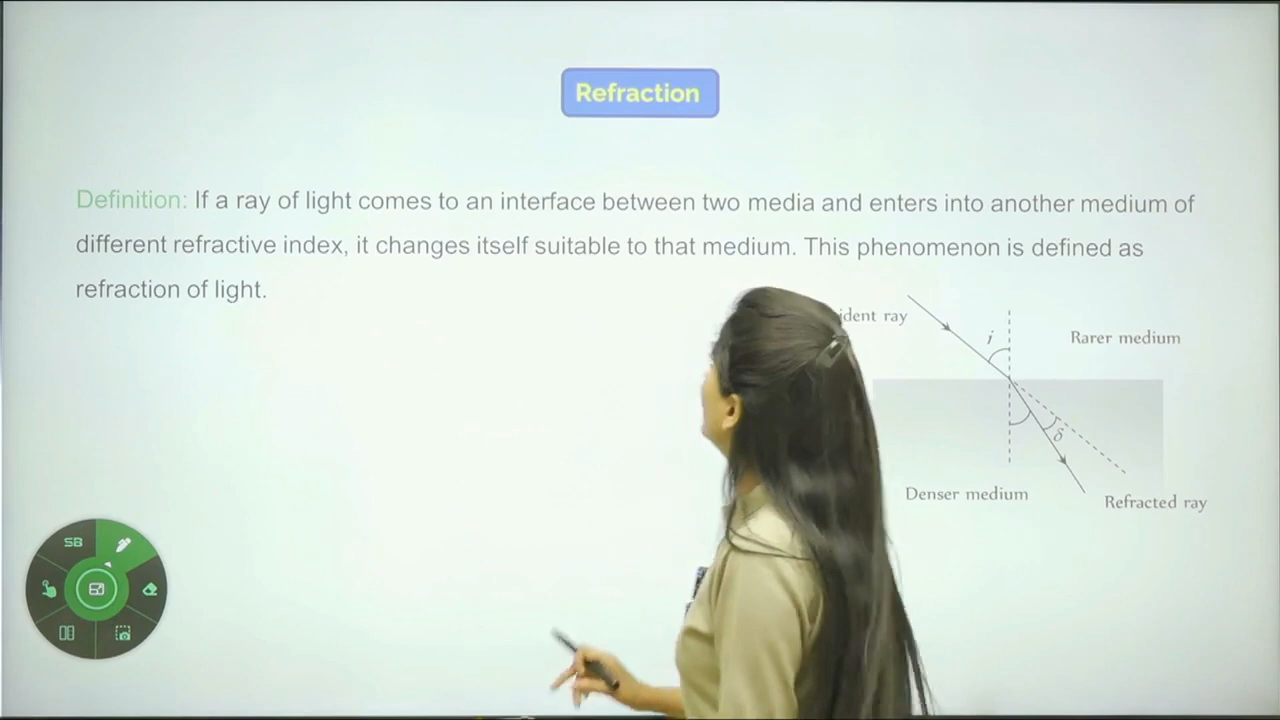 Refraction
Definition: If a ray of light comes to an interface between two media and enters into another medium of
different refractive index, it changes itself suitable to that medium. This phenomenon is defined as
refraction of light.
ident ray
i
Rarer medium
δ
Denser medium
Refracted ray
SB